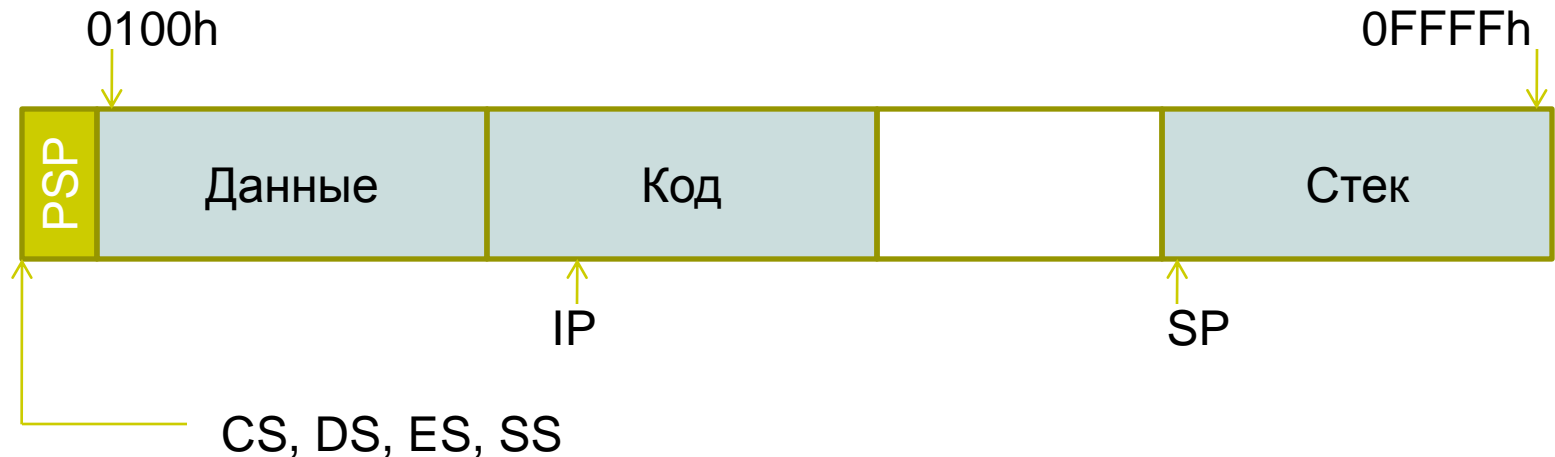 0100h
0FFFFh
PSP
Данные
Код
Стек
IP
SP
CS, DS, ES, SS